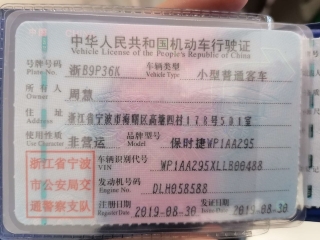 中华人民共和国机动车行驶证
Vehicle License of the People's Republic of China
号牌号码 Plate No. 浙B9P36K 车辆类型 Vehicle Type 小型普通客车
所有人 Owner 周慧
住址 Address 浙江省宁波市海曙区高塘四村178号501室
使用性质 Use Character 非营运 品牌型号 Model 保时捷WP1AA295
浙江省宁波
市公安局交
通警察支队
车辆识别代号 VIN WP1AA295XLLB00488
发动机号码 Engine No. DLH058588
注册日期 Register Date 2019-08-30 发证日期 Issue Date 2019-08-30